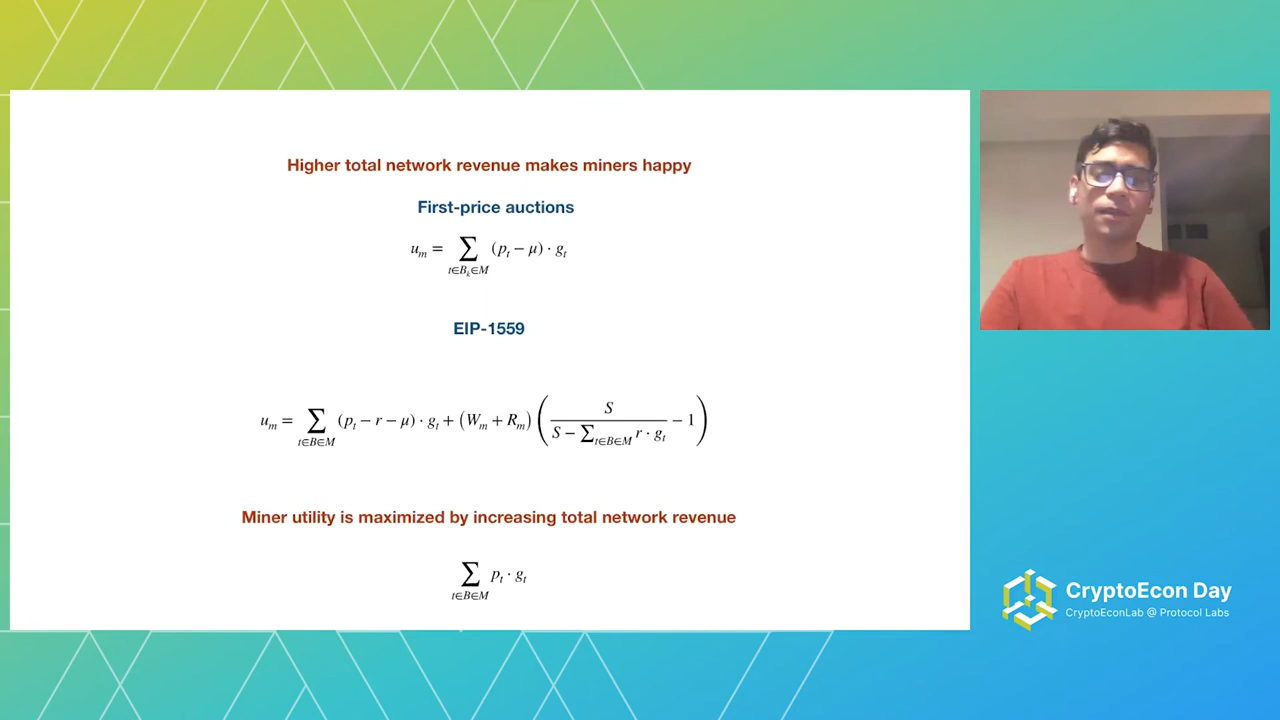 Higher total network revenue makes miners happy
First-price auctions
u_m = ∑_{t∈B_k∈M} (p_t − μ) · g_t
EIP-1559
u_m = ∑_{t∈B∈M} (p_t − r − μ) · g_t + (W_m + R_m) ( S / (S − ∑_{t∈B∈M} r · g_t) − 1 )
Miner utility is maximized by increasing total network revenue
∑_{t∈B∈M} p_t · g_t
CryptoEcon Day
CryptoEconLab @ Protocol Labs